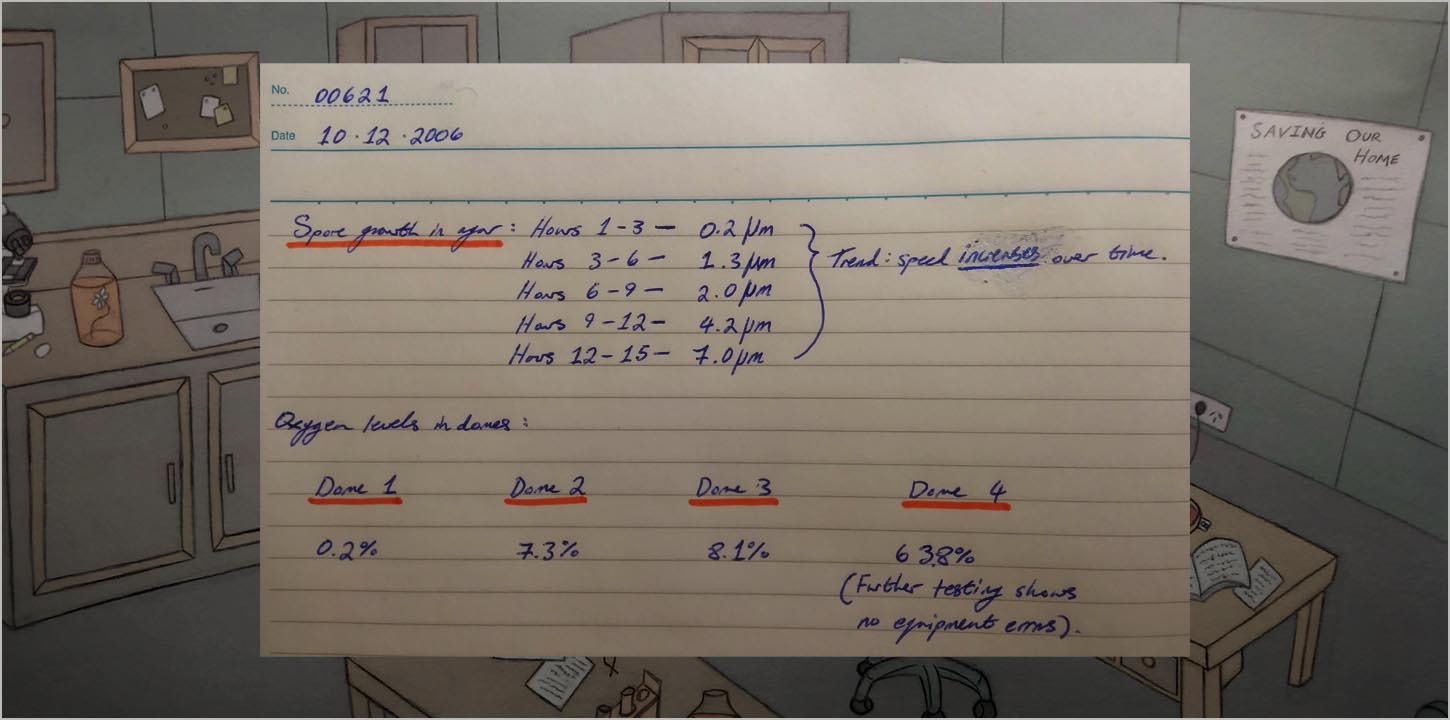 No. 00621
Date 10·12·2006
Spore growth in agar: Hours 1-3 — 0.2 µm
Hours 3-6 — 1.3 µm
Hours 6-9 — 2.0 µm
Hours 9-12 — 4.2 µm
Hours 12-15 — 7.0 µm
Trend: speed increases over time.
Oxygen levels in domes:
Dome 1 Dome 2 Dome 3 Dome 4
0.2% 7.3% 8.1% 638%
(Further testing shows
no equipment errors).
SAVING OUR
HOME